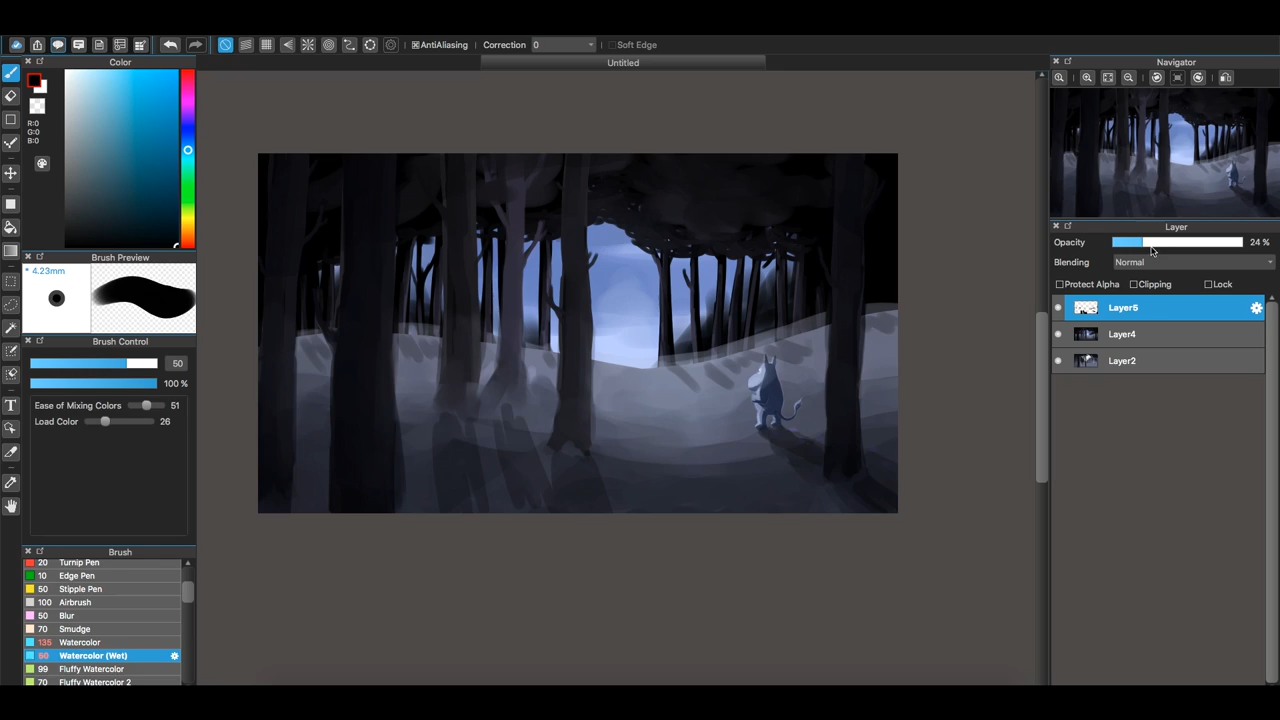 AntiAliasing Correction 0 Soft Edge
Color
Untitled
Navigator
R:0
G:0
B:0
Brush Preview
* 4.23mm
Brush Control
50
100 %
Ease of Mixing Colors 51
Load Color 26
Brush
20 Turnip Pen
10 Edge Pen
50 Stipple Pen
100 Airbrush
50 Blur
70 Smudge
135 Watercolor
50 Watercolor (Wet)
99 Fluffy Watercolor
70 Fluffy Watercolor 2
Layer
Opacity 24 %
Blending Normal
Protect Alpha Clipping Lock
Layer5
Layer4
Layer2